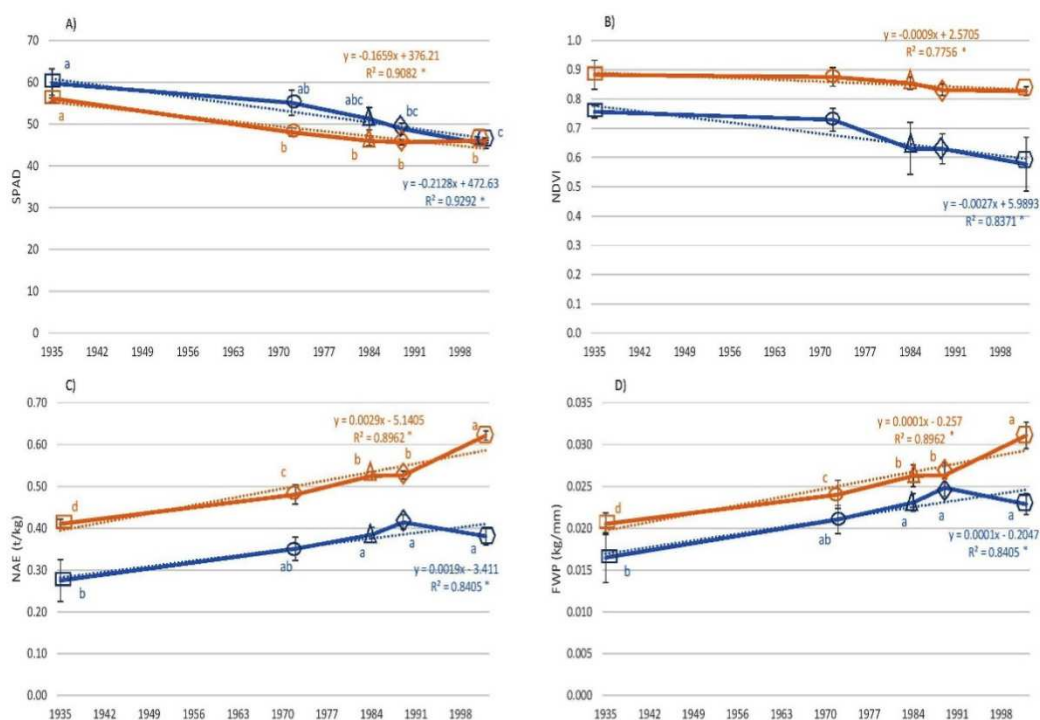 A)
SPAD
70
60
50
40
30
20
10
0
a
ab
abc
bc
c
a
b
b
b
b
y = -0.1659x + 376.21
R² = 0.9082 *
y = -0.2128x + 472.63
R² = 0.9292 *
1935 1942 1949 1956 1963 1970 1977 1984 1991 1998
B)
NDVI
1.0
0.9
0.8
0.7
0.6
0.5
0.4
0.3
0.2
0.1
0.0
y = -0.0009x + 2.5705
R² = 0.7756 *
y = -0.0027x + 5.9893
R² = 0.8371 *
1935 1942 1949 1956 1963 1970 1977 1984 1991 1998
C)
NAE (t/kg)
0.70
0.60
0.50
0.40
0.30
0.20
0.10
0.00
y = 0.0029x - 5.1405
R² = 0.8962 *
d
c
b
b
a
b
ab
a
a
a
y = 0.0019x - 3.411
R² = 0.8405 *
1935 1942 1949 1956 1963 1970 1977 1984 1991 1998
D)
FWP (kg/mm)
0.035
0.030
0.025
0.020
0.015
0.010
0.005
0.000
y = 0.0001x - 0.257
R² = 0.8962 *
d
c
b
b
a
b
ab
a
a
a
y = 0.0001x - 0.2047
R² = 0.8405 *
1935 1942 1949 1956 1963 1970 1977 1984 1991 1998